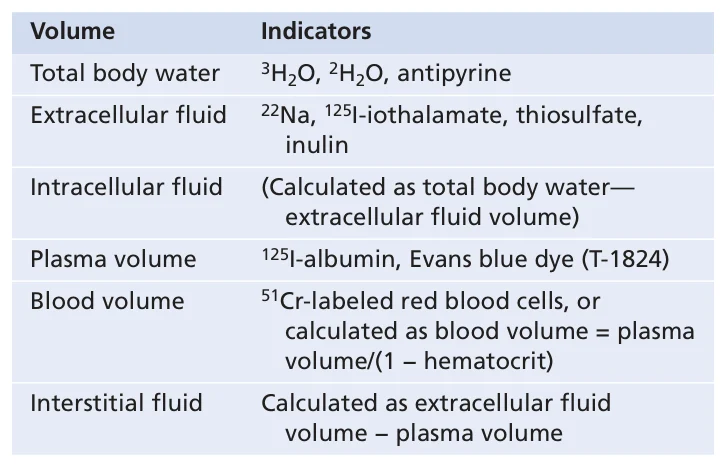 Volume Indicators
Total body water ³H₂O, ²H₂O, antipyrine
Extracellular fluid ²²Na, ¹²⁵I-iothalamate, thiosulfate,
inulin
Intracellular fluid (Calculated as total body water—
extracellular fluid volume)
Plasma volume ¹²⁵I-albumin, Evans blue dye (T-1824)
Blood volume ⁵¹Cr-labeled red blood cells, or
calculated as blood volume = plasma
volume/(1 − hematocrit)
Interstitial fluid Calculated as extracellular fluid
volume − plasma volume